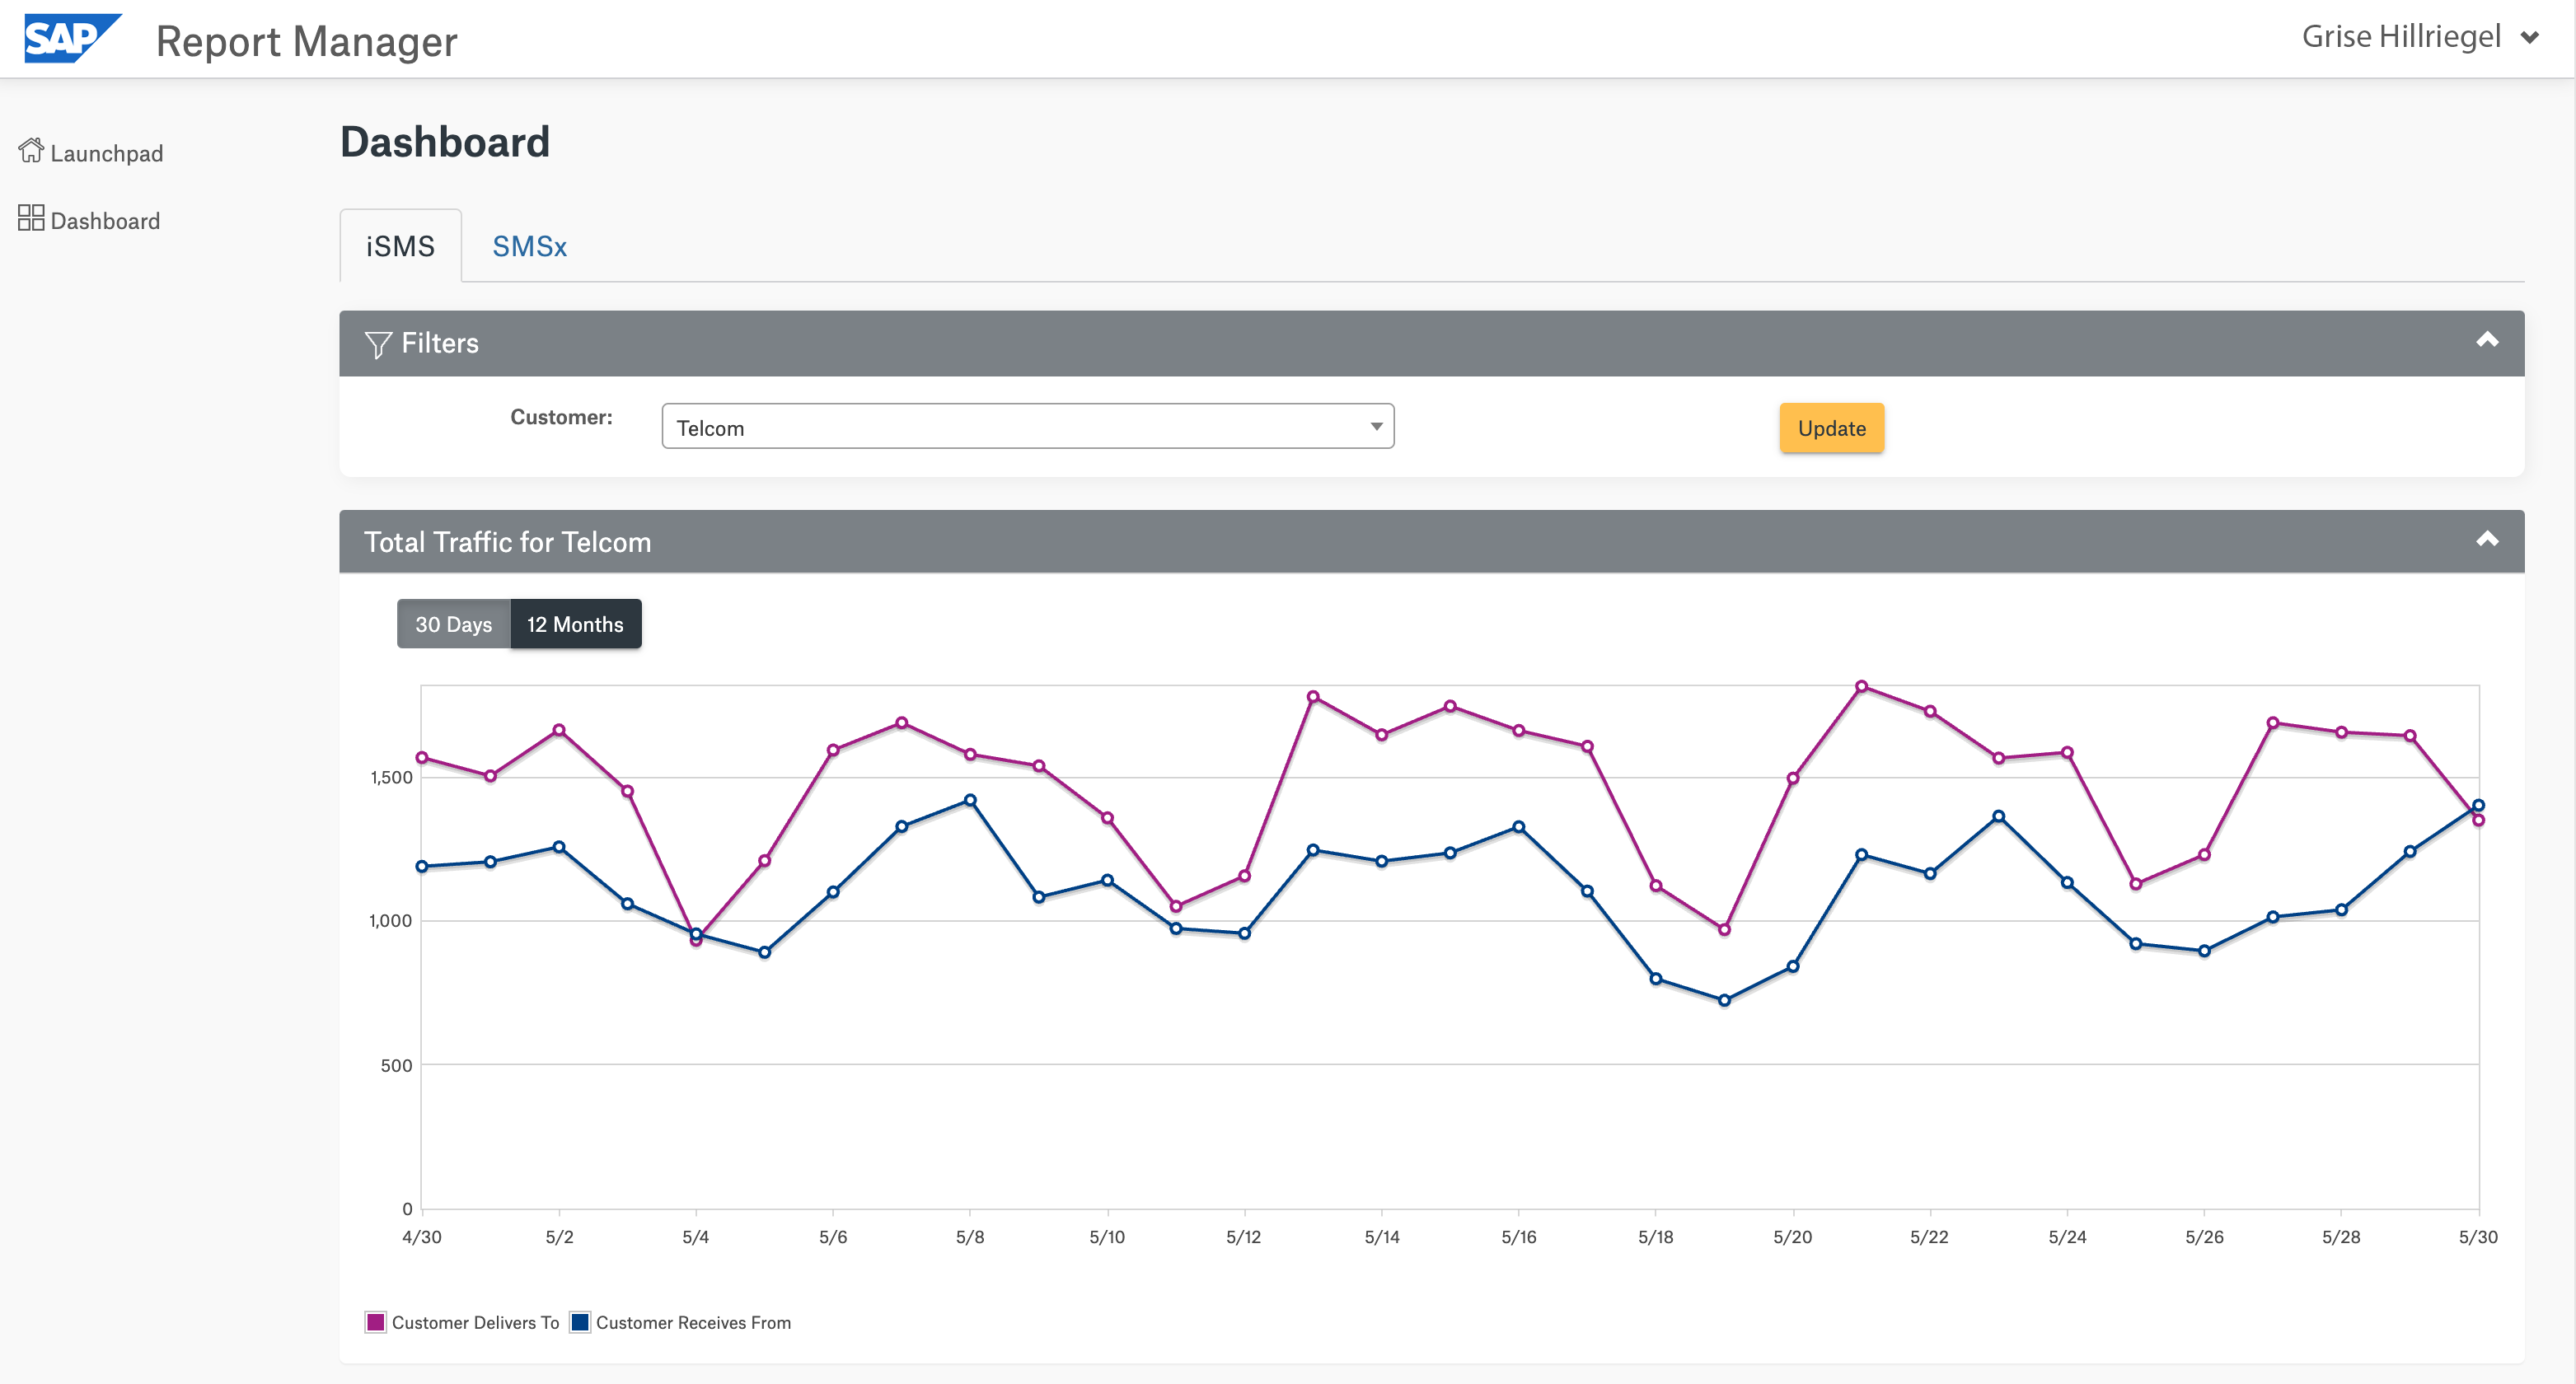 SAP Report Manager Grise Hillriegel
Launchpad
Dashboard
Dashboard
iSMS SMSx
Filters
Customer: Telcom Update
Total Traffic for Telcom
30 Days 12 Months
1,500
1,000
500
0
4/30 5/2 5/4 5/6 5/8 5/10 5/12 5/14 5/16 5/18 5/20 5/22 5/24 5/26 5/28 5/30
Customer Delivers To Customer Receives From